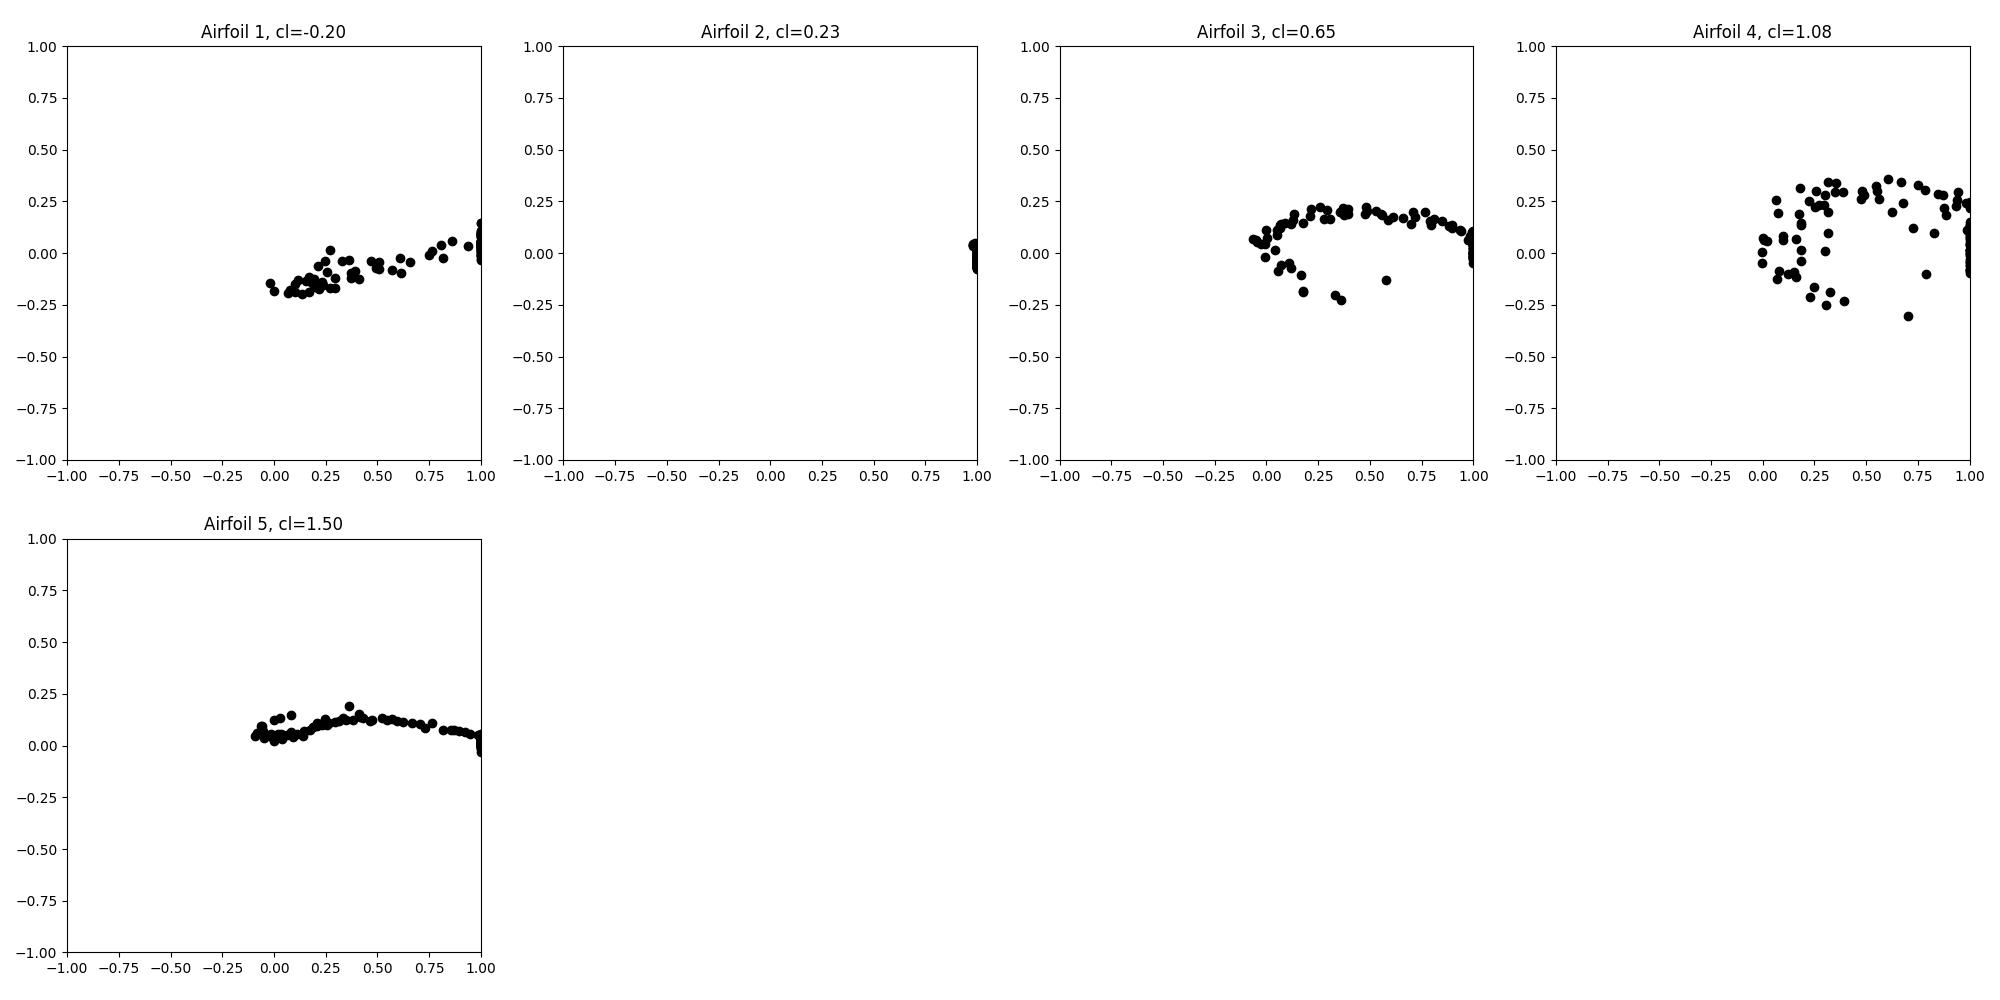 Airfoil 1, cl=-0.20
Airfoil 2, cl=0.23
Airfoil 3, cl=0.65
Airfoil 4, cl=1.08
1.00 1.00 1.00 1.00
0.75 0.75 0.75 0.75
0.50 0.50 0.50 0.50
0.25 0.25 0.25 0.25
0.00 0.00 0.00 0.00
−0.25 −0.25 −0.25 −0.25
−0.50 −0.50 −0.50 −0.50
−0.75 −0.75 −0.75 −0.75
−1.00 −1.00 −1.00 −1.00
−1.00 −0.75 −0.50 −0.25 0.00 0.25 0.50 0.75 1.00
−1.00 −0.75 −0.50 −0.25 0.00 0.25 0.50 0.75 1.00
−1.00 −0.75 −0.50 −0.25 0.00 0.25 0.50 0.75 1.00
−1.00 −0.75 −0.50 −0.25 0.00 0.25 0.50 0.75 1.00
Airfoil 5, cl=1.50
1.00
0.75
0.50
0.25
0.00
−0.25
−0.50
−0.75
−1.00
−1.00 −0.75 −0.50 −0.25 0.00 0.25 0.50 0.75 1.00